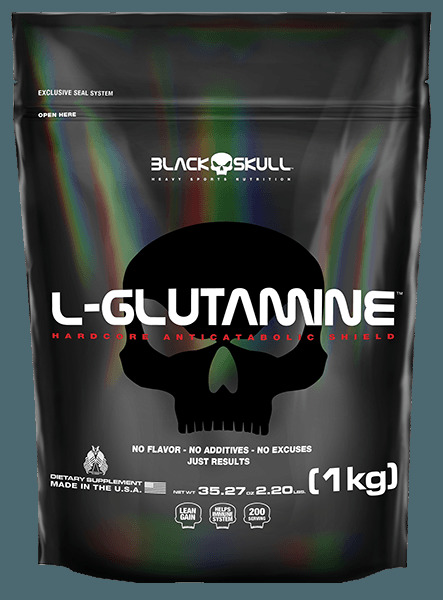 EXCLUSIVE SEAL SYSTEM
OPEN HERE
BLACK SKULL
HEAVY SPORTS NUTRITION
L-GLUTAMINE™
HARDCORE ANTICATABOLIC SHIELD
NO FLAVOR - NO ADDITIVES - NO EXCUSES
JUST RESULTS
DIETARY SUPPLEMENT
MADE IN THE U.S.A.
NET WT 35.27 OZ 2.20 LBS. (1kg)
LEAN GAIN
HELPS IMMUNE SYSTEM
200 SERVINGS